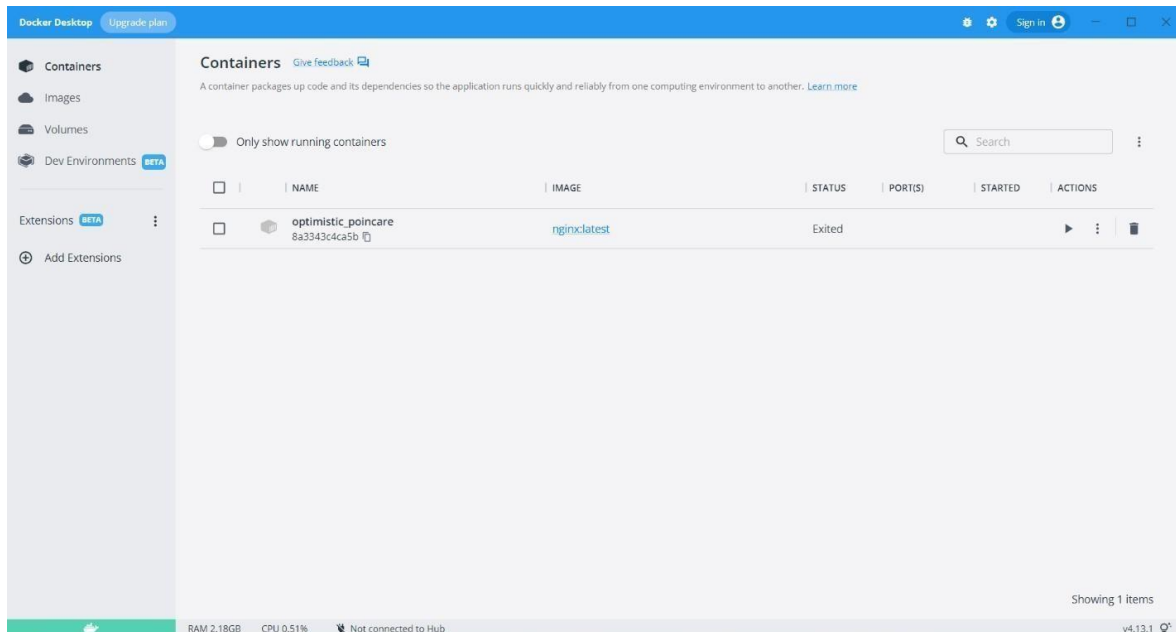 Docker Desktop Upgrade plan Sign in
Containers
Images
Volumes
Dev Environments BETA
Extensions BETA
Add Extensions
Containers Give feedback
A container packages up code and its dependencies so the application runs quickly and reliably from one computing environment to another. Learn more
Only show running containers Search
NAME IMAGE STATUS PORT(S) STARTED ACTIONS
optimistic_poincare nginx:latest Exited
8a3343c4ca5b
Showing 1 items
RAM 2.18GB CPU 0.51% Not connected to Hub v4.13.1